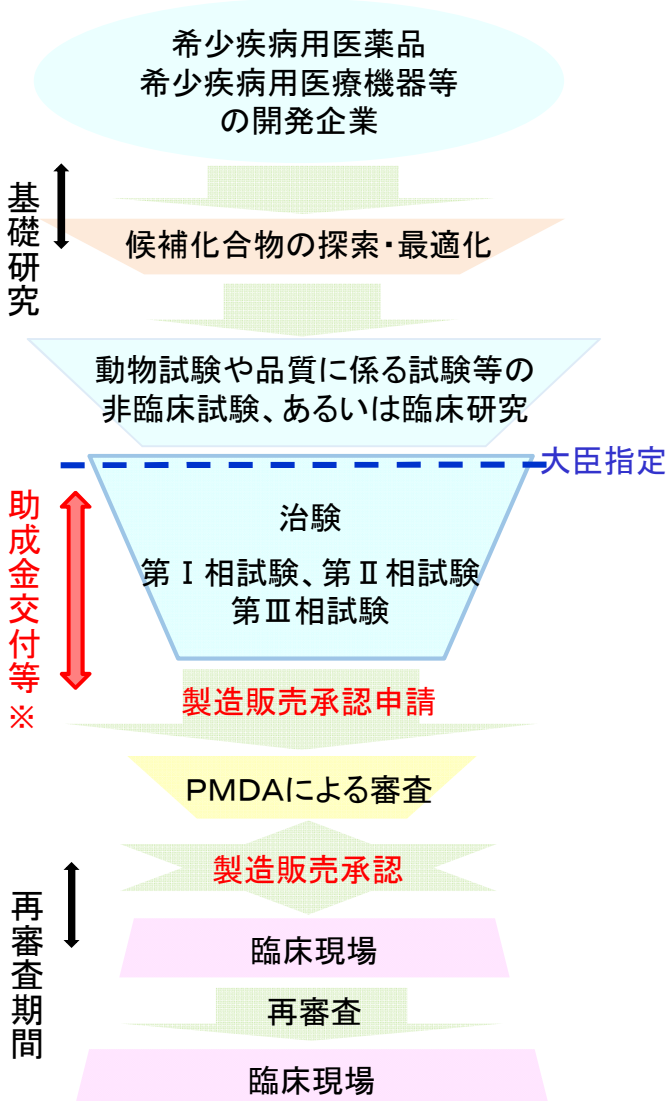 希少疾病用医薬品
希少疾病用医療機器等
の開発企業
基礎研究
候補化合物の探索・最適化
動物試験や品質に係る試験等の
非臨床試験、あるいは臨床研究
大臣指定
助成金交付等※
治験
第Ⅰ相試験、第Ⅱ相試験
第Ⅲ相試験
製造販売承認申請
PMDAによる審査
製造販売承認
再審査期間
臨床現場
再審査
臨床現場